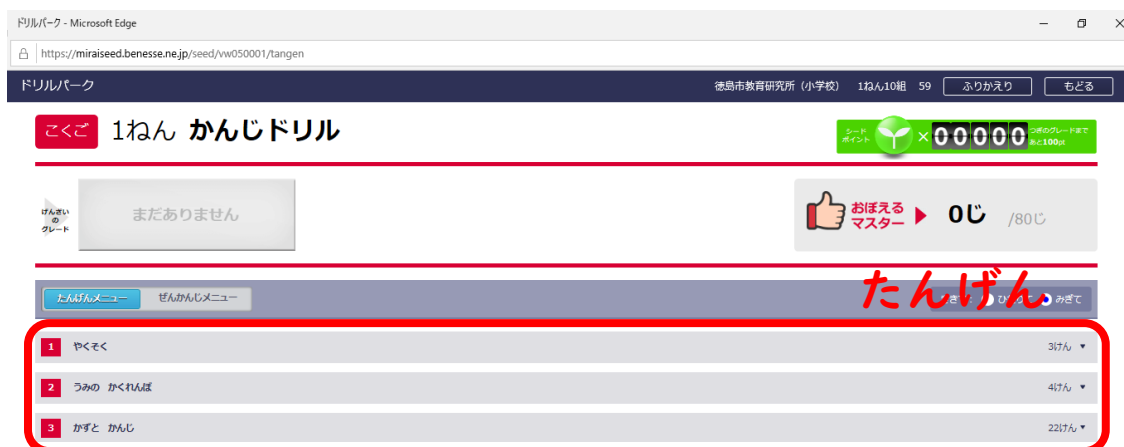 ドリルパーク - Microsoft Edge
https://miraiseed.benesse.ne.jp/seed/vw050001/tangen
ドリルパーク 徳島市教育研究所（小学校） 1ねん10組 59 ふりかえり もどる
こくご 1ねん かんじドリル
シード ポイント × 00000 つぎのグレードまで あと100pt
げんざい の グレード
まだありません
おぼえる マスター 0じ /80じ
たんげん
たんげんメニュー ぜんかんじメニュー みぎて
1 やくそく 3けん
2 うみの かくれんぼ 4けん
3 かずと かんじ 22けん